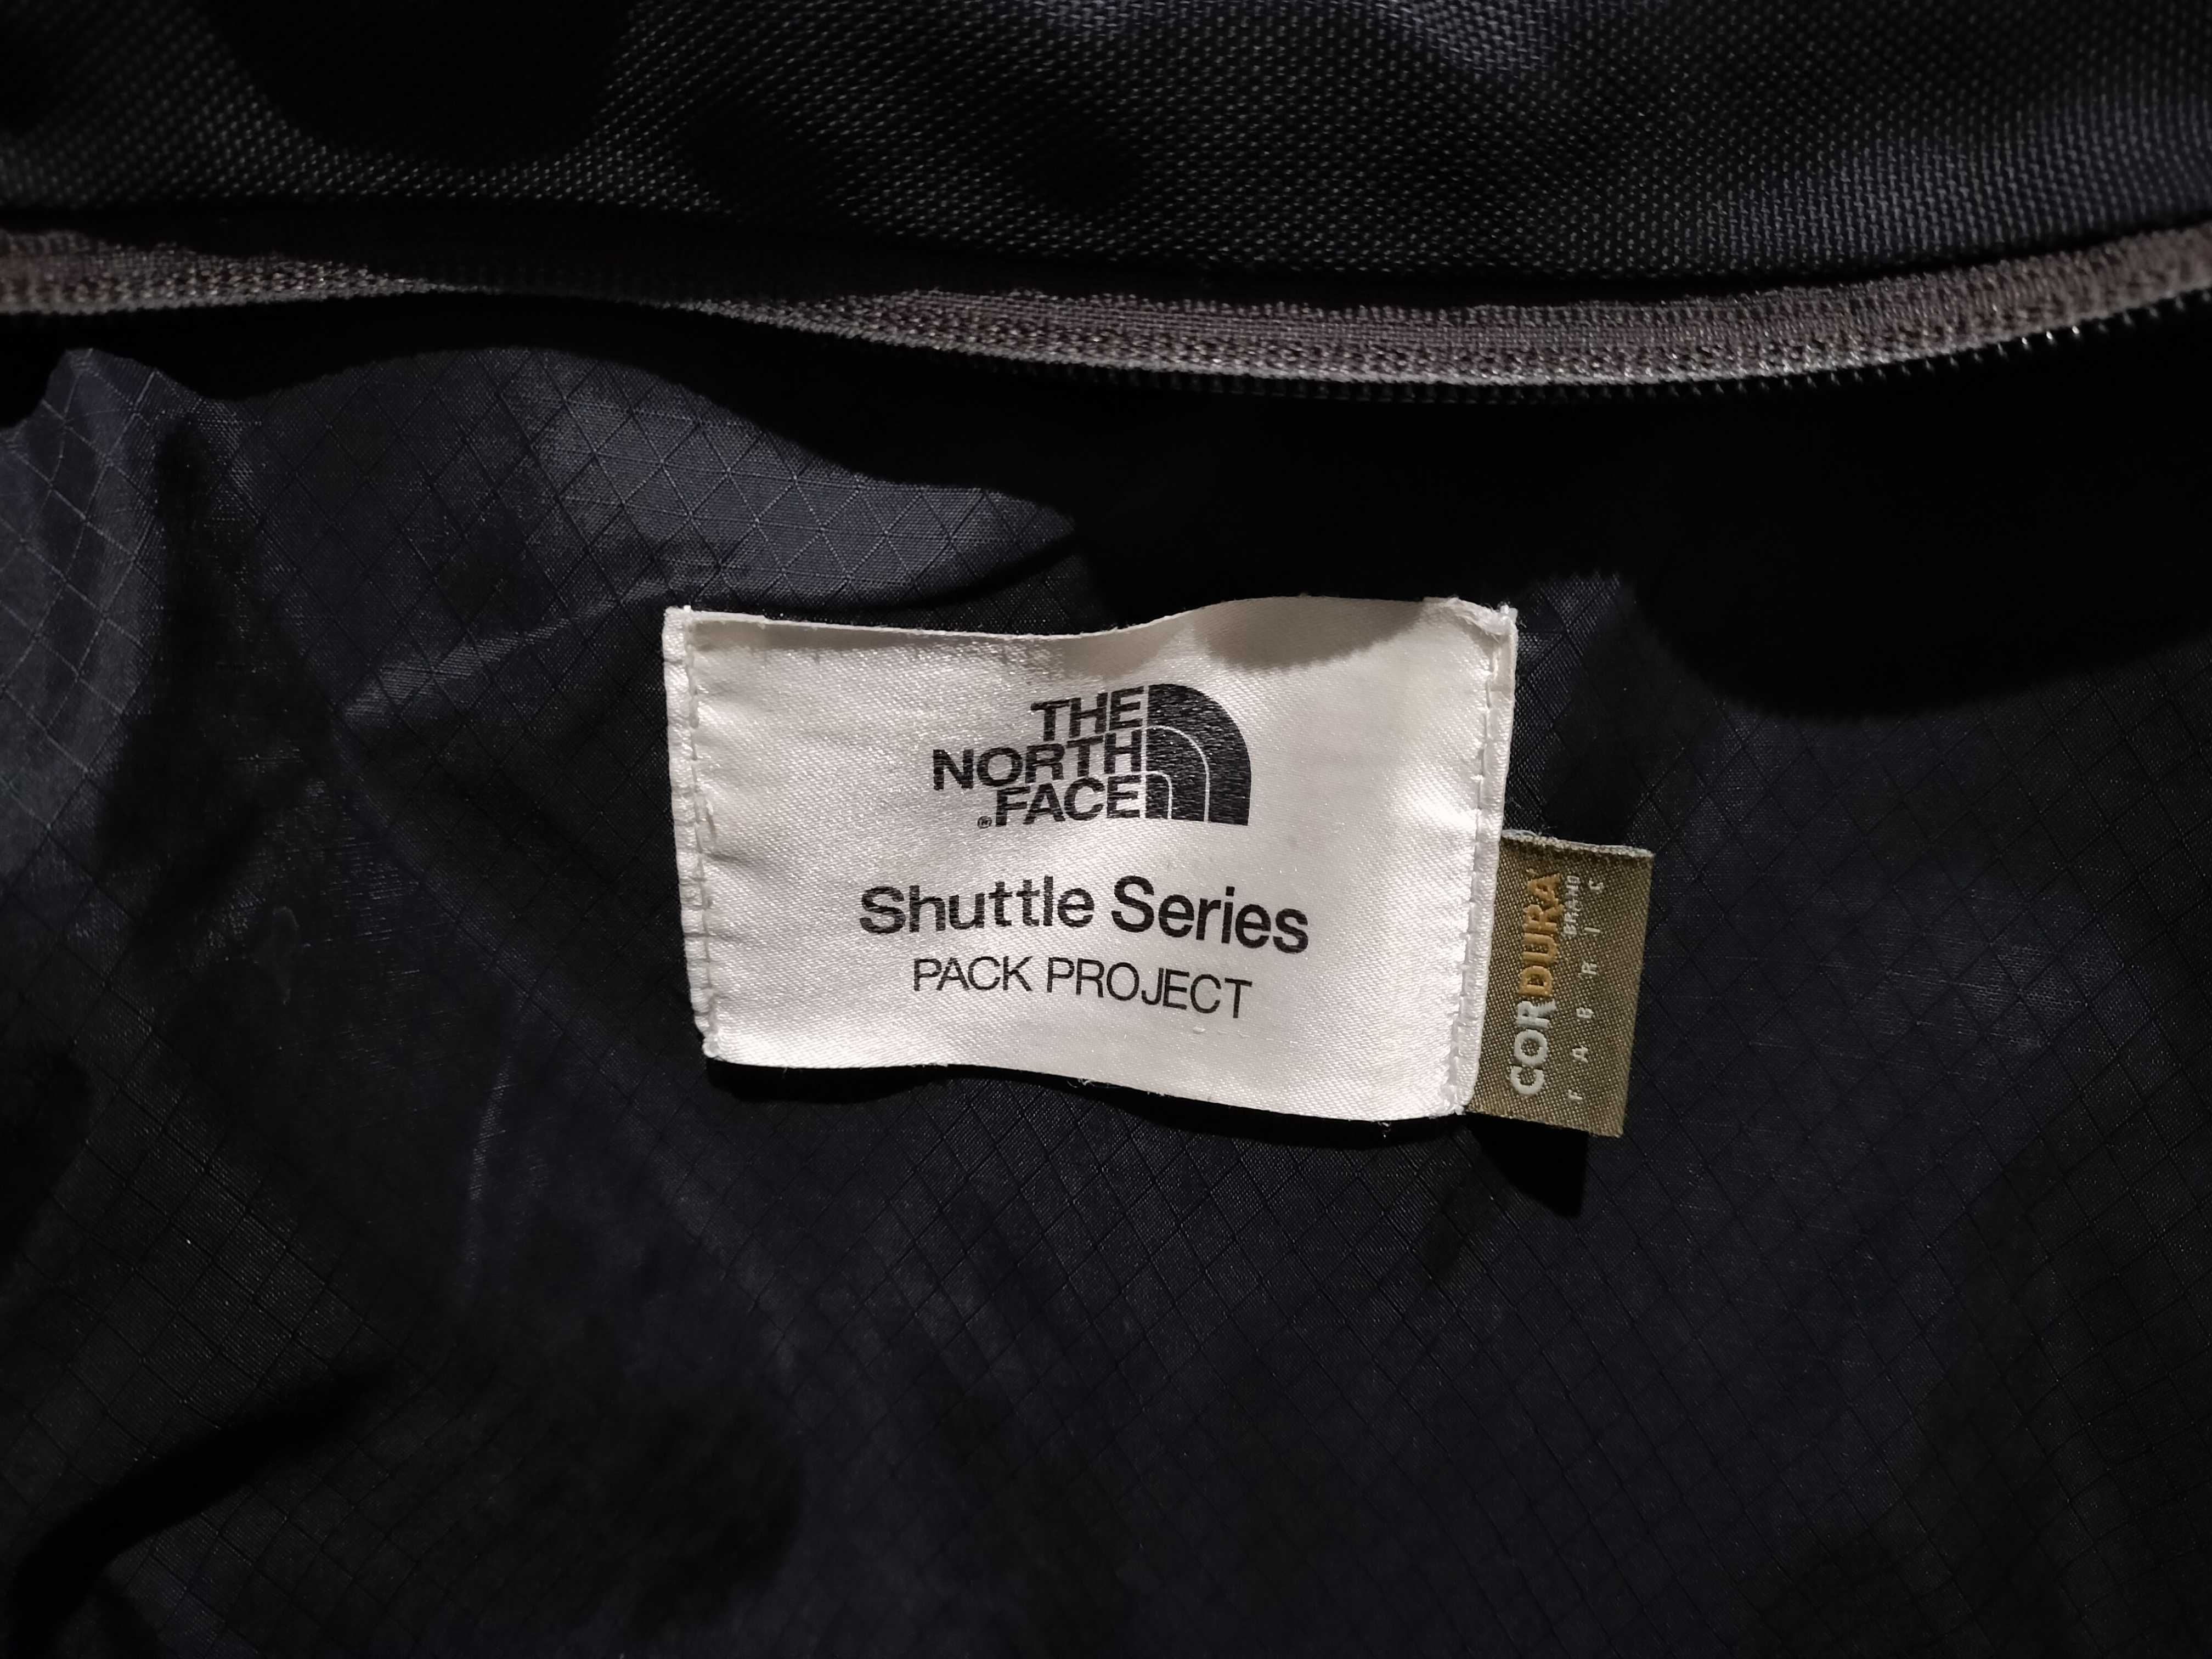 THE
NORTH
®FACE
Shuttle Series
PACK PROJECT
CORDURA
BRAND
FABRIC